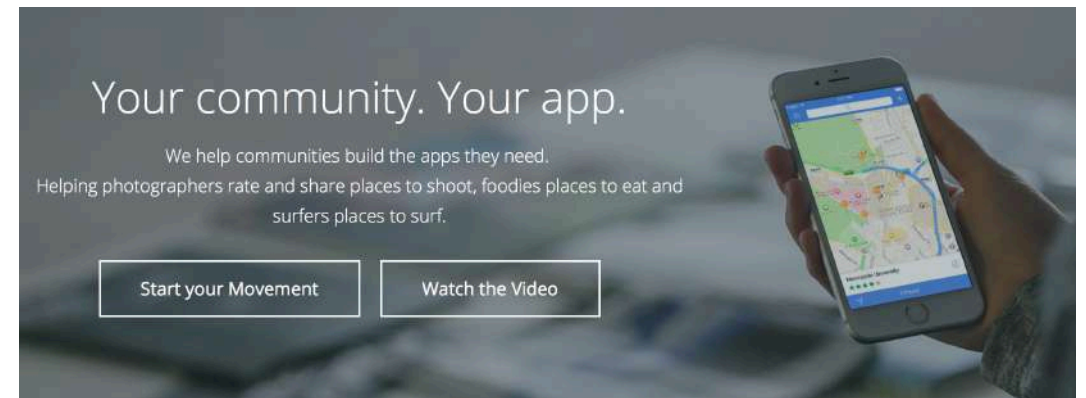 Your community. Your app.
We help communities build the apps they need.
Helping photographers rate and share places to shoot, foodies places to eat and
surfers places to surf.
Start your Movement
Watch the Video